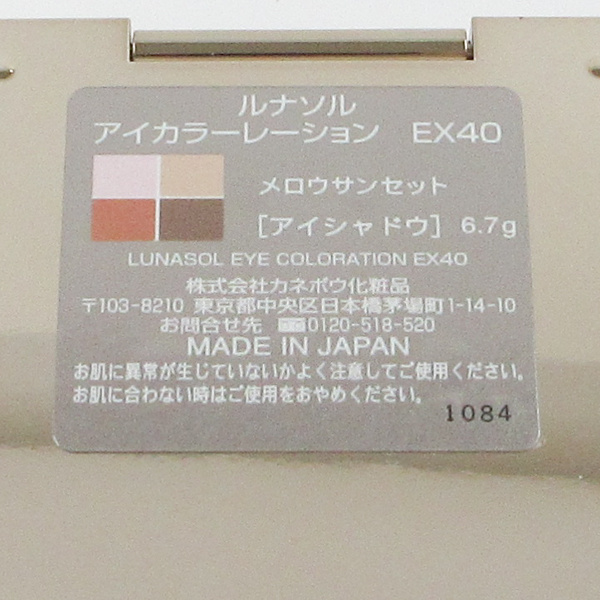 ルナソル
アイカラーレーション EX40
メロウサンセット
[アイシャドウ] 6.7g
LUNASOL EYE COLORATION EX40
株式会社カネボウ化粧品
〒103-8210 東京都中央区日本橋茅場町1-14-10
お問合せ先 0120-518-520
MADE IN JAPAN
お肌に異常が生じていないかよく注意してご使用ください。
お肌に合わない時はご使用をおやめください。
1084